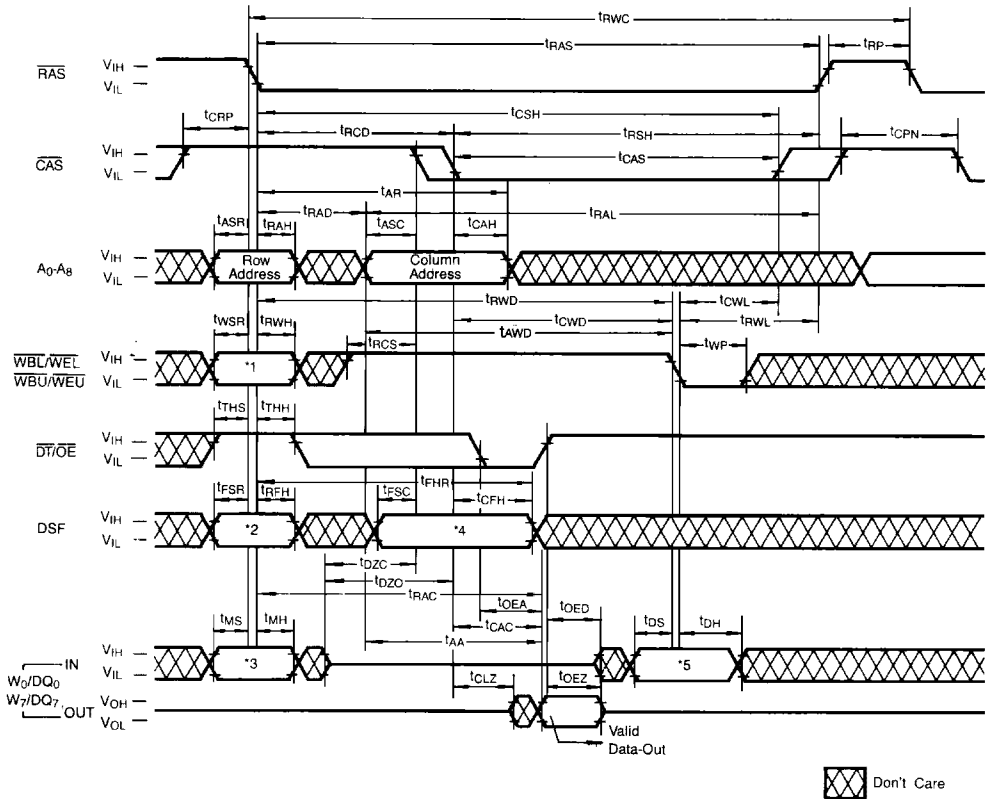 tRWC
tRAS
tRP
RAS
VIH
VIL
tCRP
tCSH
tRCD
tRSH
tCPN
CAS
VIH
VIL
tCAS
tAR
tRAD
tRAL
tASR
tRAH
tASC
tCAH
A0-A8
VIH
VIL
Row
Address
Column
Address
tRWD
tCWL
tWSR
tRWH
tCWD
tRWL
tAWD
tRCS
tWP
WBL/WEL
WBU/WEU
VIH
VIL
*1
tTHS
tTHH
DT/OE
VIH
VIL
tFHR
tFSR
tRFH
tFSC
tCFH
DSF
VIH
VIL
*2
*4
tDZC
tDZO
tRAC
tOEA
tOED
tMS
tMH
tCAC
tDS
tDH
tAA
VIH
VIL
*3
*5
IN
W0/DQ0
W7/DQ7
OUT
tCLZ
tOEZ
VOH
VOL
Valid
Data-Out
Don't Care